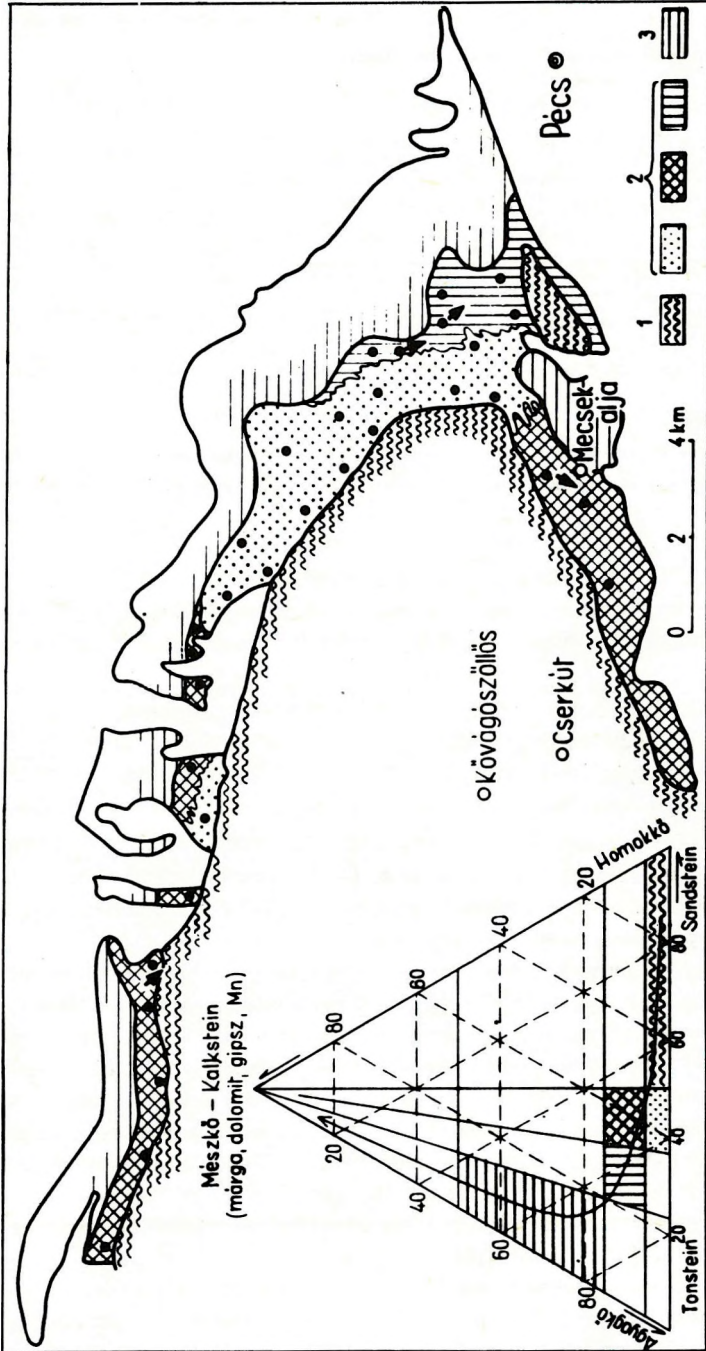 Pécs
Mecsek-
alja
Kővágószöllős
Cserkút
0 2 4 km
1 2 3
Mészkő – Kalkstein
(márga, dolomit, gipsz, Mn)
Homokkő
Sandstein
Agyagkő
Tonstein
20
40
60
80
80
60
40
20
20
40
60
80